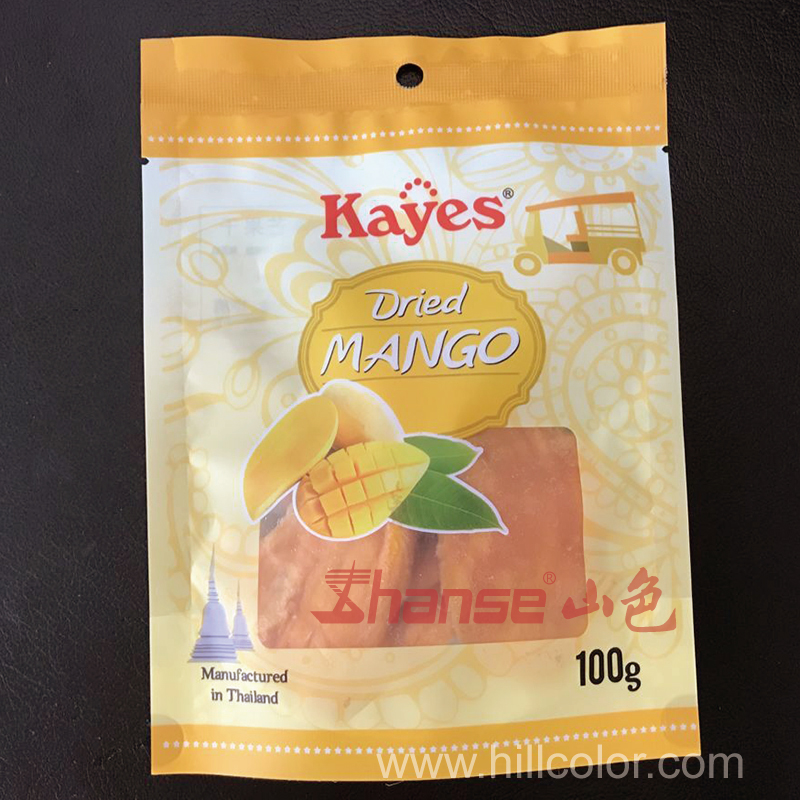 Kayes®
Dried
MANGO
Shanse®山色
100g
Manufactured
in Thailand
www.hillcolor.com